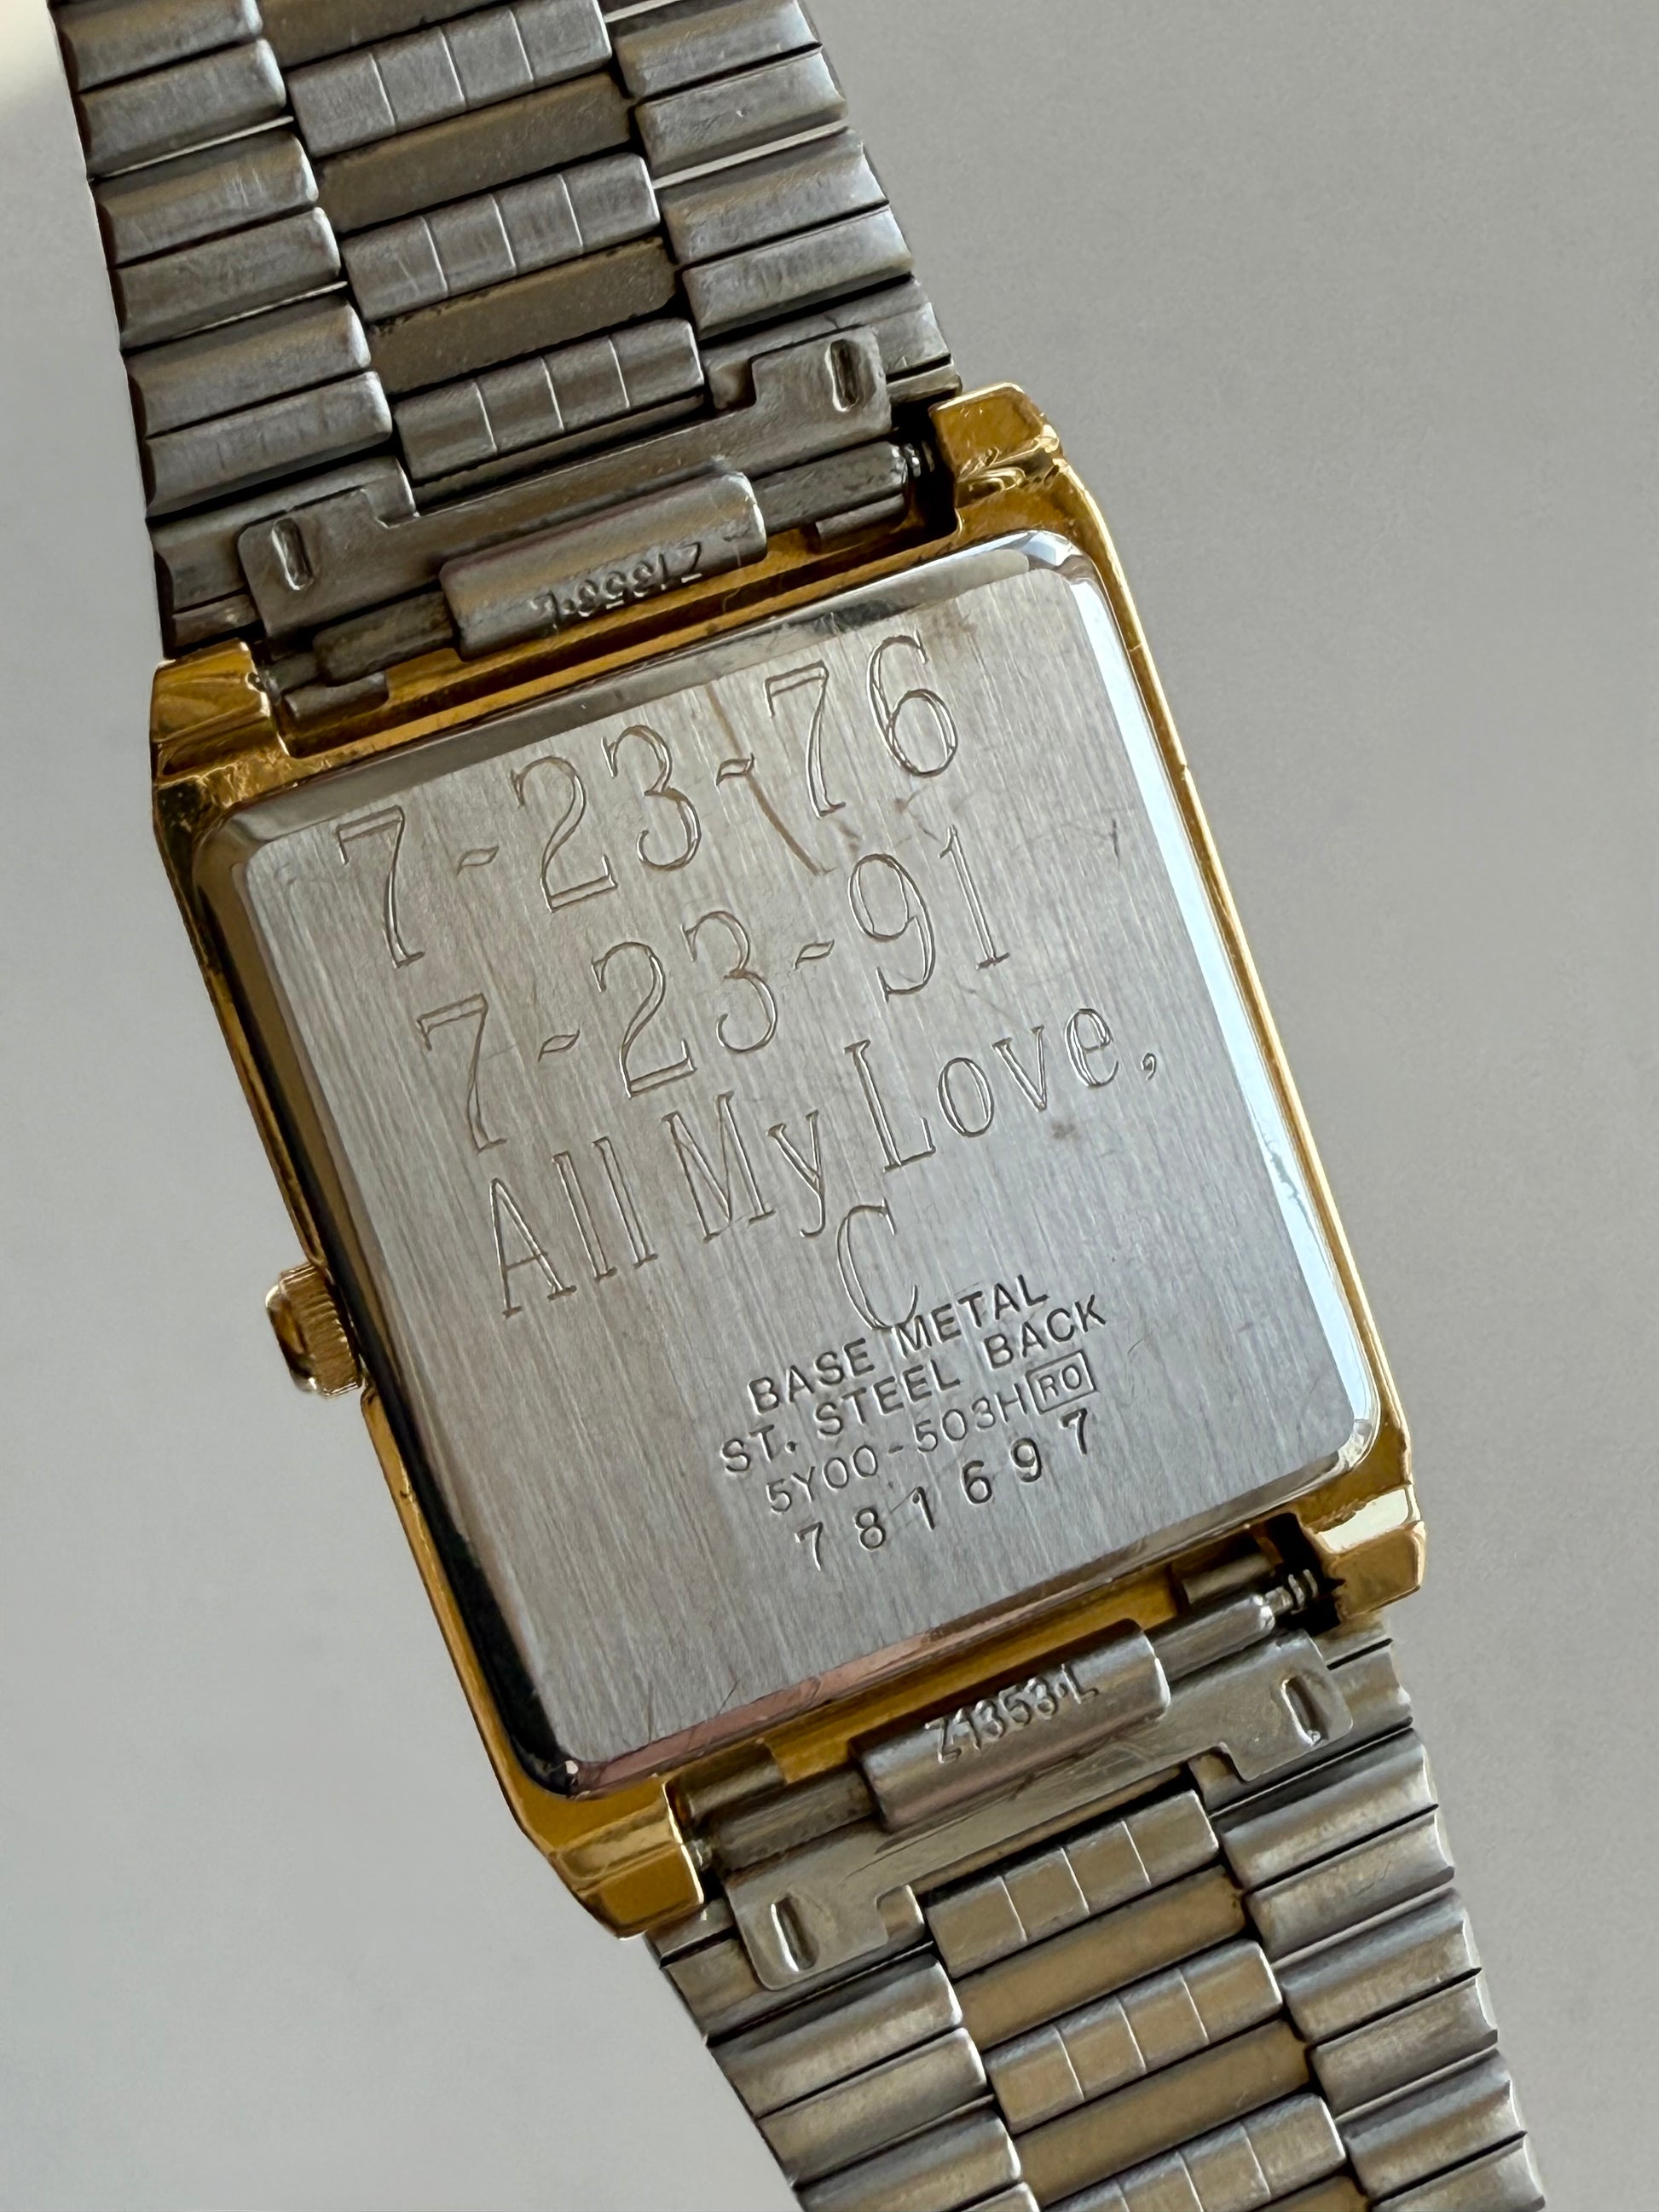 Z1353·L
7-23-76
7-23-91
All My Love,
C
BASE METAL
ST. STEEL BACK
5Y00-503H RO
781697
Z1353·L